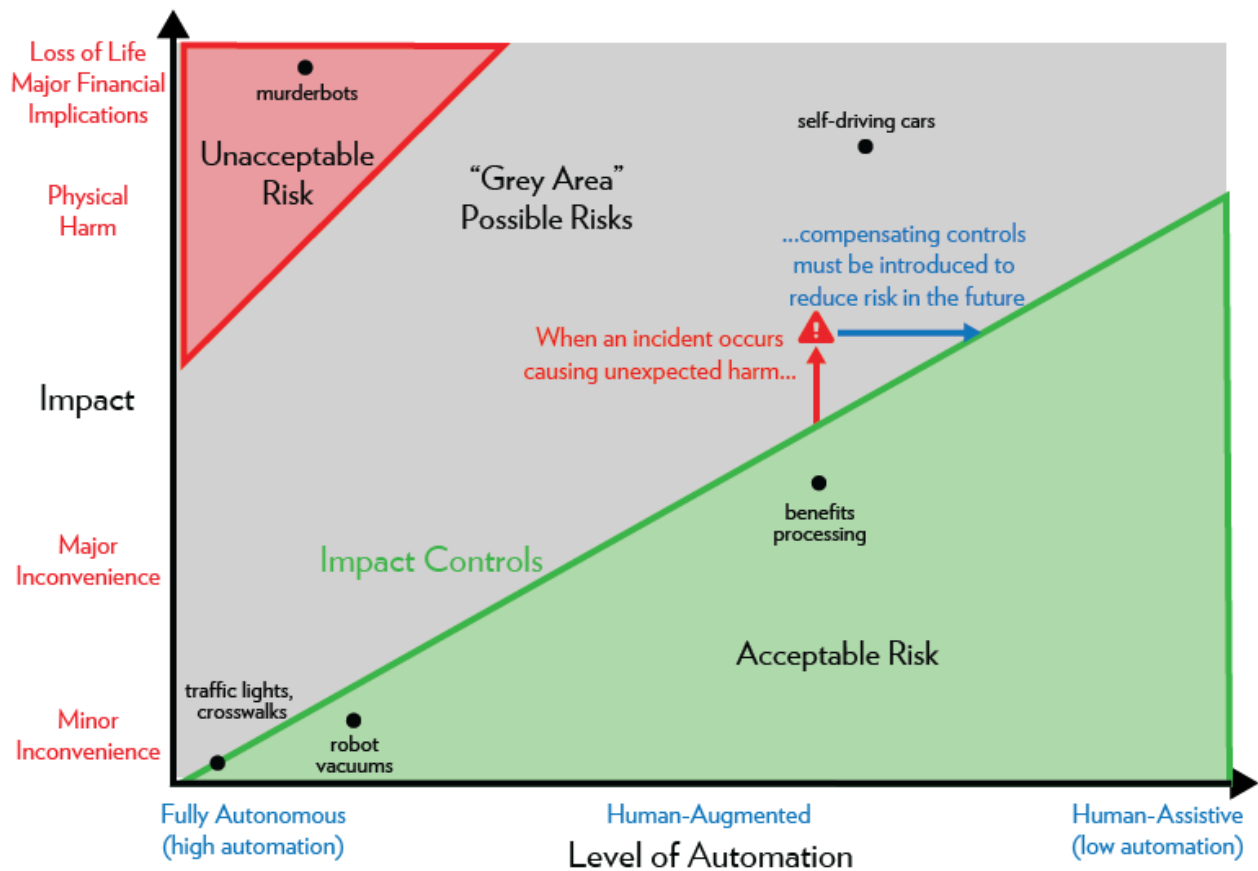 Loss of Life
Major Financial
Implications
murderbots
Unacceptable
Risk
self-driving cars
“Grey Area”
Possible Risks
Physical
Harm
...compensating controls
must be introduced to
reduce risk in the future
When an incident occurs
causing unexpected harm...
Impact
benefits
processing
Major
Inconvenience
Impact Controls
Acceptable Risk
traffic lights,
crosswalks
Minor
Inconvenience
robot
vacuums
Fully Autonomous
(high automation)
Human-Augmented
Human-Assistive
(low automation)
Level of Automation